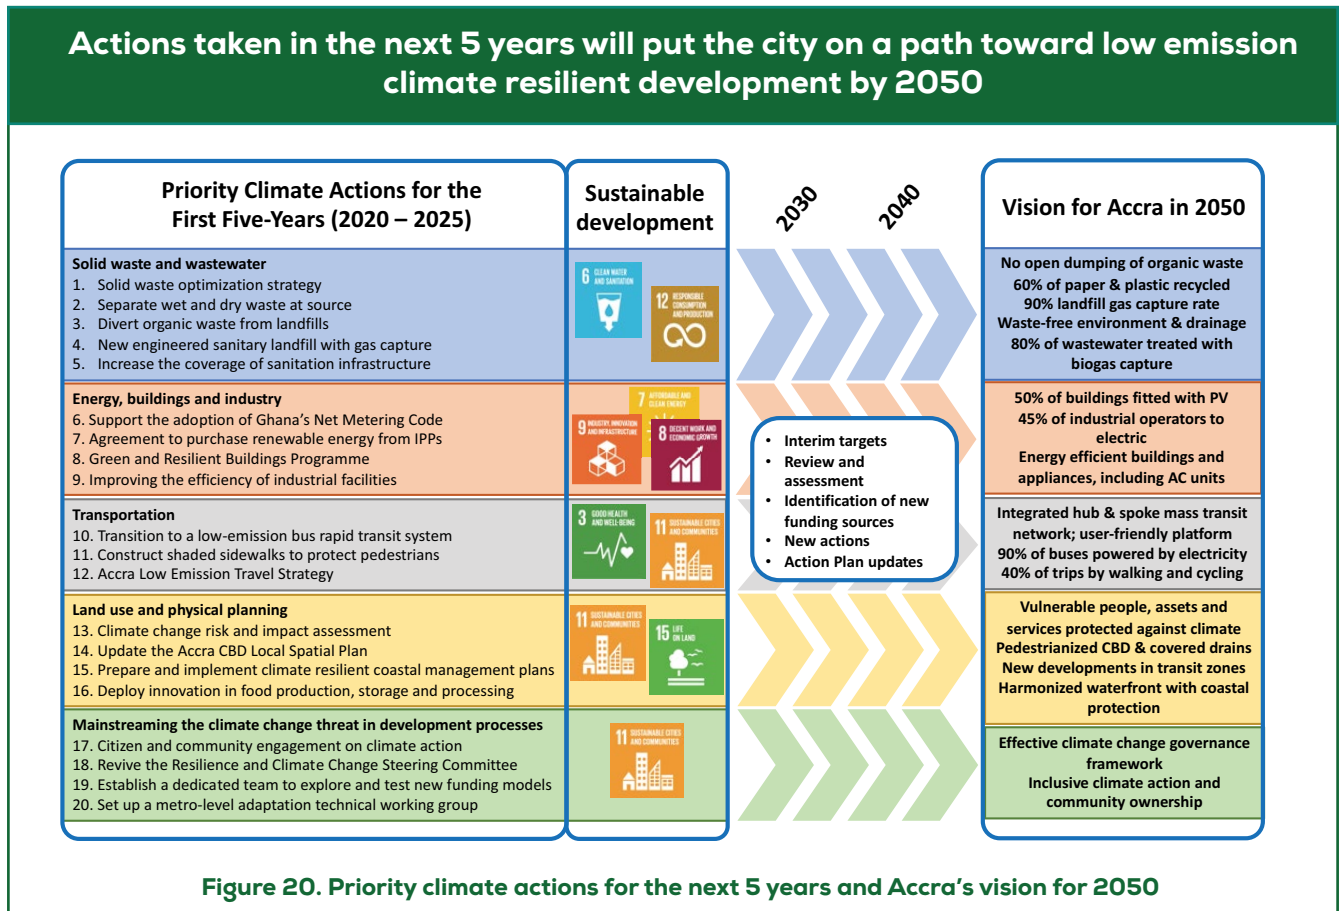 Actions taken in the next 5 years will put the city on a path toward low emission
climate resilient development by 2050
Priority Climate Actions for the
First Five-Years (2020 – 2025)
Solid waste and wastewater
1. Solid waste optimization strategy
2. Separate wet and dry waste at source
3. Divert organic waste from landfills
4. New engineered sanitary landfill with gas capture
5. Increase the coverage of sanitation infrastructure
Energy, buildings and industry
6. Support the adoption of Ghana's Net Metering Code
7. Agreement to purchase renewable energy from IPPs
8. Green and Resilient Buildings Programme
9. Improving the efficiency of industrial facilities
Transportation
10. Transition to a low-emission bus rapid transit system
11. Construct shaded sidewalks to protect pedestrians
12. Accra Low Emission Travel Strategy
Land use and physical planning
13. Climate change risk and impact assessment
14. Update the Accra CBD Local Spatial Plan
15. Prepare and implement climate resilient coastal management plans
16. Deploy innovation in food production, storage and processing
Mainstreaming the climate change threat in development processes
17. Citizen and community engagement on climate action
18. Revive the Resilience and Climate Change Steering Committee
19. Establish a dedicated team to explore and test new funding models
20. Set up a metro-level adaptation technical working group
Sustainable
development
6 CLEAN WATER
AND SANITATION
12 RESPONSIBLE
CONSUMPTION
AND PRODUCTION
7 AFFORDABLE AND
CLEAN ENERGY
9 INDUSTRY, INNOVATION
AND INFRASTRUCTURE
8 DECENT WORK AND
ECONOMIC GROWTH
3 GOOD HEALTH
AND WELL-BEING
11 SUSTAINABLE CITIES
AND COMMUNITIES
11 SUSTAINABLE CITIES
AND COMMUNITIES
15 LIFE
ON LAND
11 SUSTAINABLE CITIES
AND COMMUNITIES
2030
2040
• Interim targets
• Review and
assessment
• Identification of new
funding sources
• New actions
• Action Plan updates
Vision for Accra in 2050
No open dumping of organic waste
60% of paper & plastic recycled
90% landfill gas capture rate
Waste-free environment & drainage
80% of wastewater treated with
biogas capture
50% of buildings fitted with PV
45% of industrial operators to
electric
Energy efficient buildings and
appliances, including AC units
Integrated hub & spoke mass transit
network; user-friendly platform
90% of buses powered by electricity
40% of trips by walking and cycling
Vulnerable people, assets and
services protected against climate
Pedestrianized CBD & covered drains
New developments in transit zones
Harmonized waterfront with coastal
protection
Effective climate change governance
framework
Inclusive climate action and
community ownership
Figure 20. Priority climate actions for the next 5 years and Accra's vision for 2050